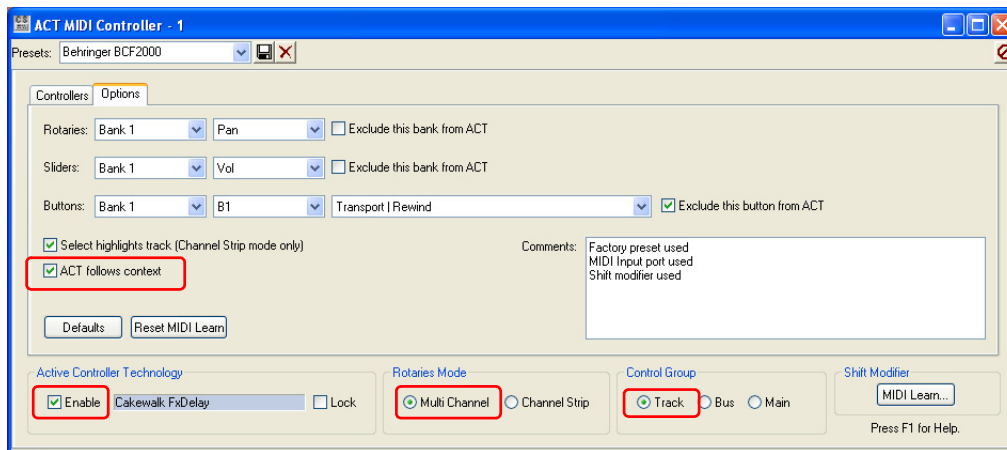 ACT MIDI Controller - 1
Presets: Behringer BCF2000
Controllers Options
Rotaries: Bank 1 Pan Exclude this bank from ACT
Sliders: Bank 1 Vol Exclude this bank from ACT
Buttons: Bank 1 B1 Transport | Rewind Exclude this button from ACT
Select highlights track (Channel Strip mode only)
ACT follows context
Comments: Factory preset used
MIDI Input port used
Shift modifier used
Defaults Reset MIDI Learn
Active Controller Technology Rotaries Mode Control Group Shift Modifier
Enable Cakewalk FxDelay Lock Multi Channel Channel Strip Track Bus Main MIDI Learn...
Press F1 for Help.